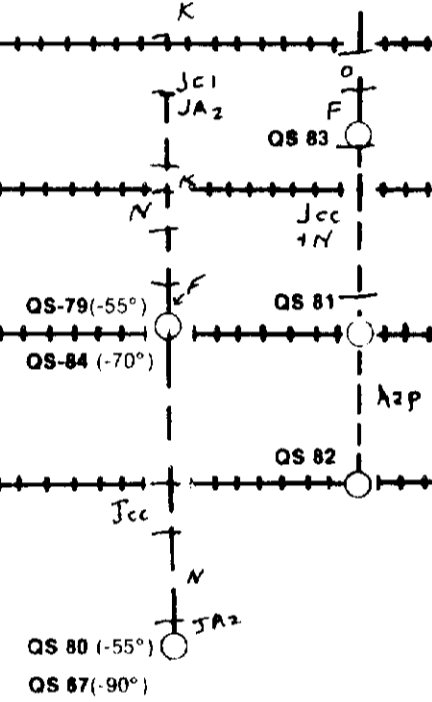 K
JC1
JA2
O
F
QS 83
K
N
Jcc
+N
F
QS-79(-55°)
QS 81
QS-84 (-70°)
A2P
QS 82
Jcc
N
JA2
QS 80 (-55°)
QS 87(-90°)